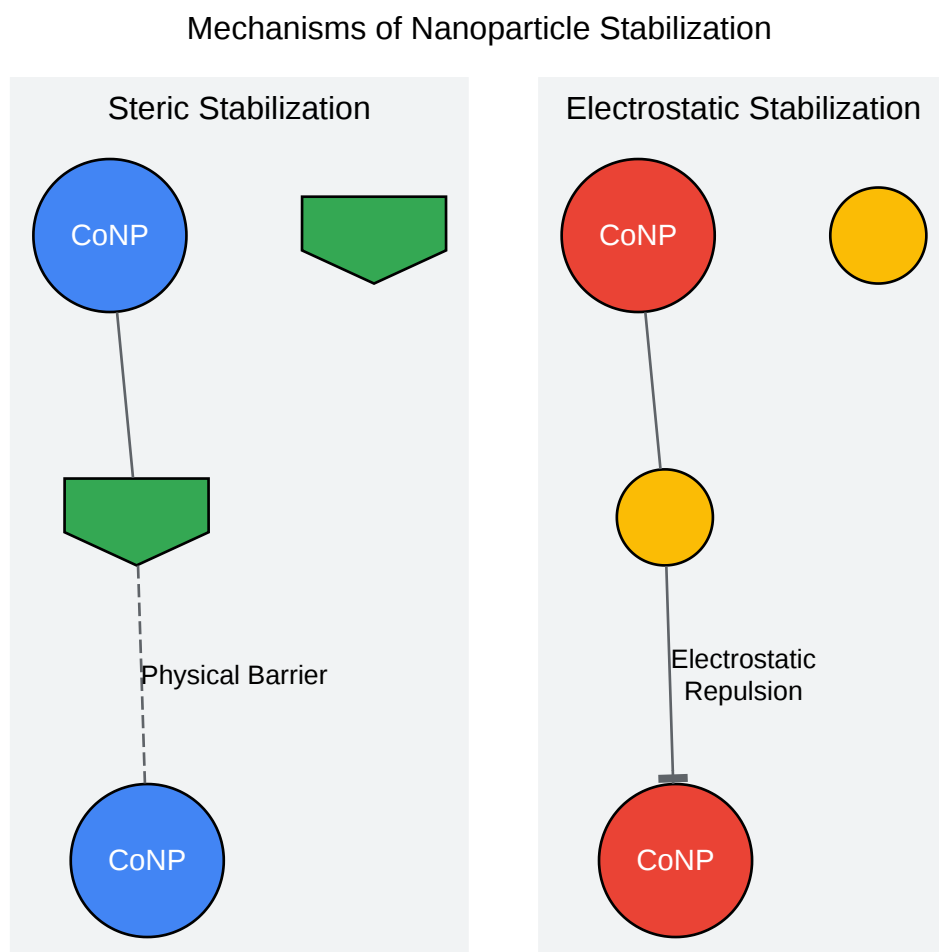 Mechanisms of Nanoparticle Stabilization
Steric Stabilization
CoNP
Physical Barrier
CoNP
Electrostatic Stabilization
CoNP
Electrostatic
Repulsion
CoNP